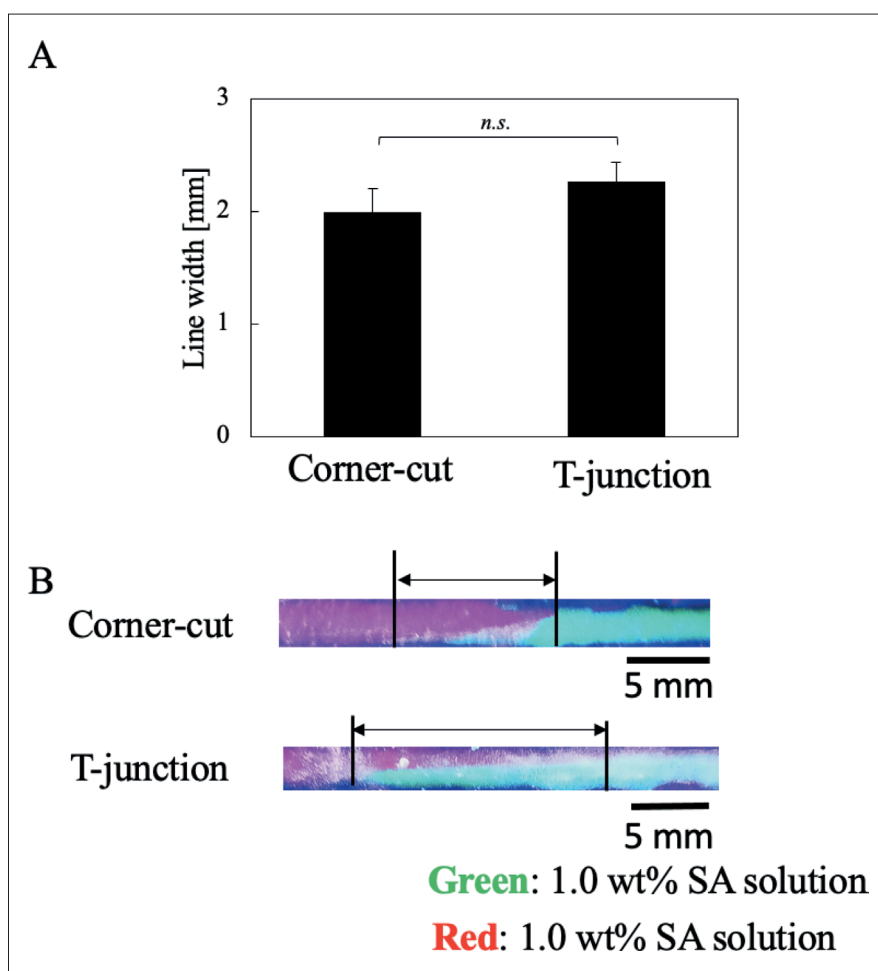 A
3
n.s.
2
1
0
Line width [mm]
Corner-cut
T-junction
B
Corner-cut
5 mm
T-junction
5 mm
Green: 1.0 wt% SA solution
Red: 1.0 wt% SA solution